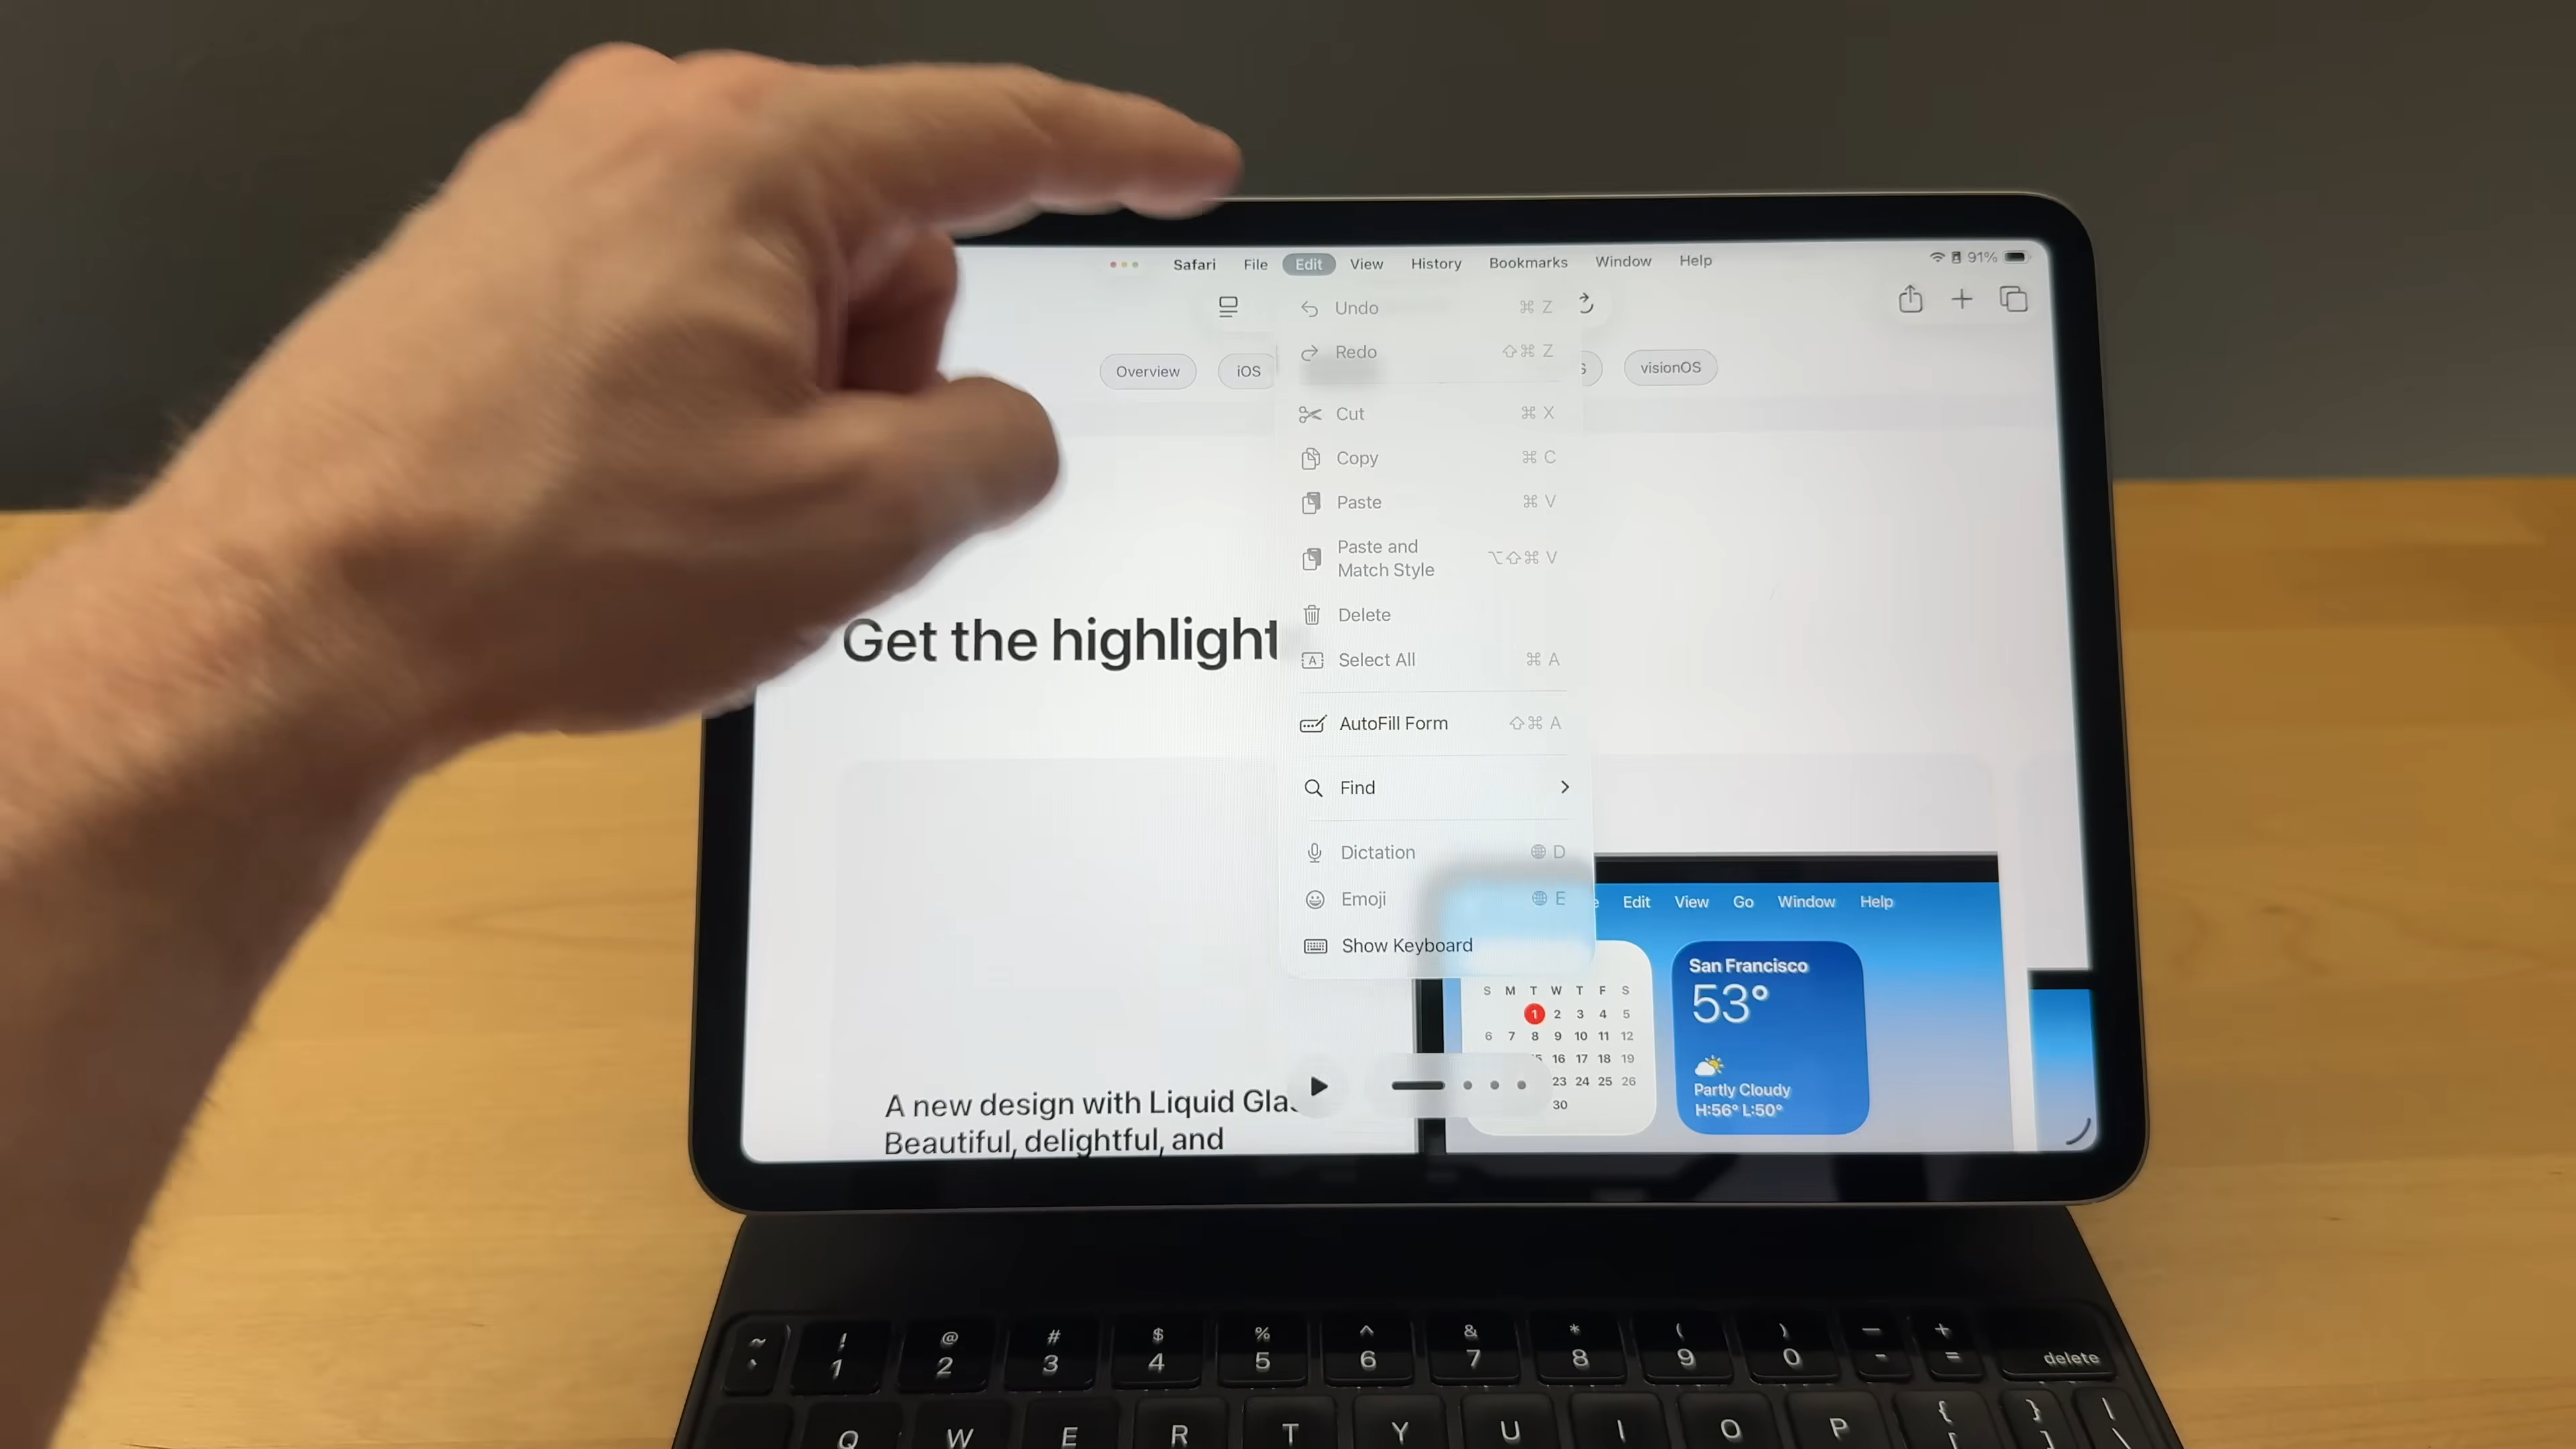 Safari File Edit View History Bookmarks Window Help 91%
Overview iOS visionOS
Undo ⌘ Z
Redo ⇧⌘ Z
Cut ⌘ X
Copy ⌘ C
Paste ⌘ V
Paste and
Match Style ⌥⇧⌘ V
Delete
Select All ⌘ A
AutoFill Form ⇧⌘ A
Find
Dictation D
Emoji E
Show Keyboard
Get the highlight
A new design with Liquid
Beautiful, delightful, and
Edit View Go Window Help
S M T W T F S
1 2 3 4 5
6 7 8 9 10 11 12
16 17 18 19
23 24 25 26
30
San Francisco
53°
Partly Cloudy
H:56° L:50°
~ ! @ # $ % ^ & * ( ) — +
` 1 2 3 4 5 6 7 8 9 0 - = delete
Q W E R T Y U I O P { } |